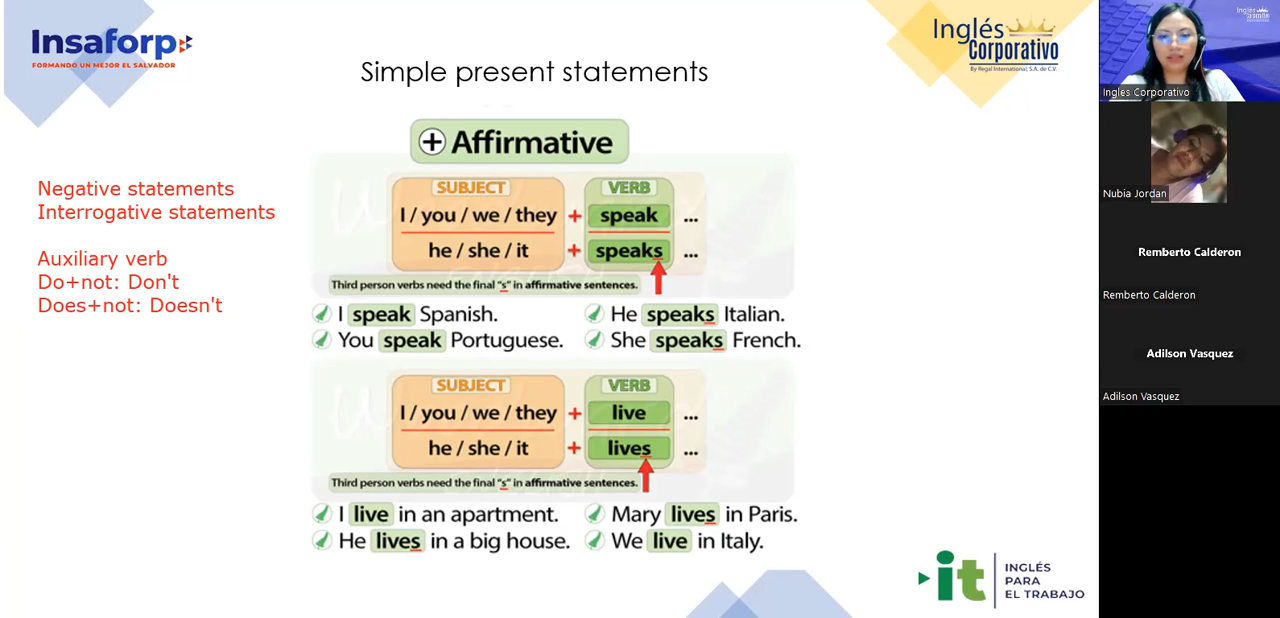 Insaforp
FORMANDO UN MEJOR EL SALVADOR
Inglés
Corporativo
By Regal International, S.A. de C.V.
Simple present statements
+ Affirmative
Negative statements
Interrogative statements
Auxiliary verb
Do+not: Don't
Does+not: Doesn't
SUBJECT VERB
I / you / we / they + speak ...
he / she / it + speaks ...
Third person verbs need the final "s" in affirmative sentences.
I speak Spanish. He speaks Italian.
You speak Portuguese. She speaks French.
SUBJECT VERB
I / you / we / they + live ...
he / she / it + lives ...
Third person verbs need the final "s" in affirmative sentences.
I live in an apartment. Mary lives in Paris.
He lives in a big house. We live in Italy.
it
INGLÉS
PARA
EL TRABAJO
Inglés
Ingles Corporativo
Nubia Jordan
Remberto Calderon
Remberto Calderon
Adilson Vasquez
Adilson Vasquez